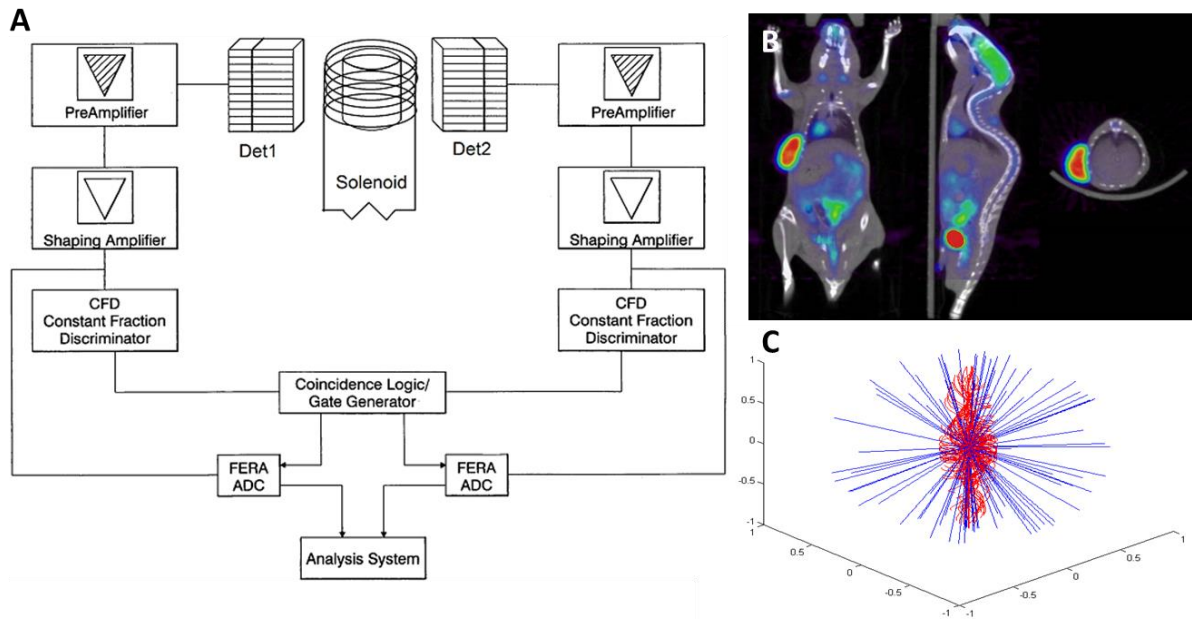 A
PreAmplifier
Det1
Solenoid
Det2
PreAmplifier
Shaping Amplifier
Shaping Amplifier
CFD
Constant Fraction
Discriminator
CFD
Constant Fraction
Discriminator
Coincidence Logic/
Gate Generator
FERA
ADC
FERA
ADC
Analysis System
B
C
1
0.5
0
-0.5
-1
1
0.5
0
-0.5
-1
-1
-0.5
0
0.5
1